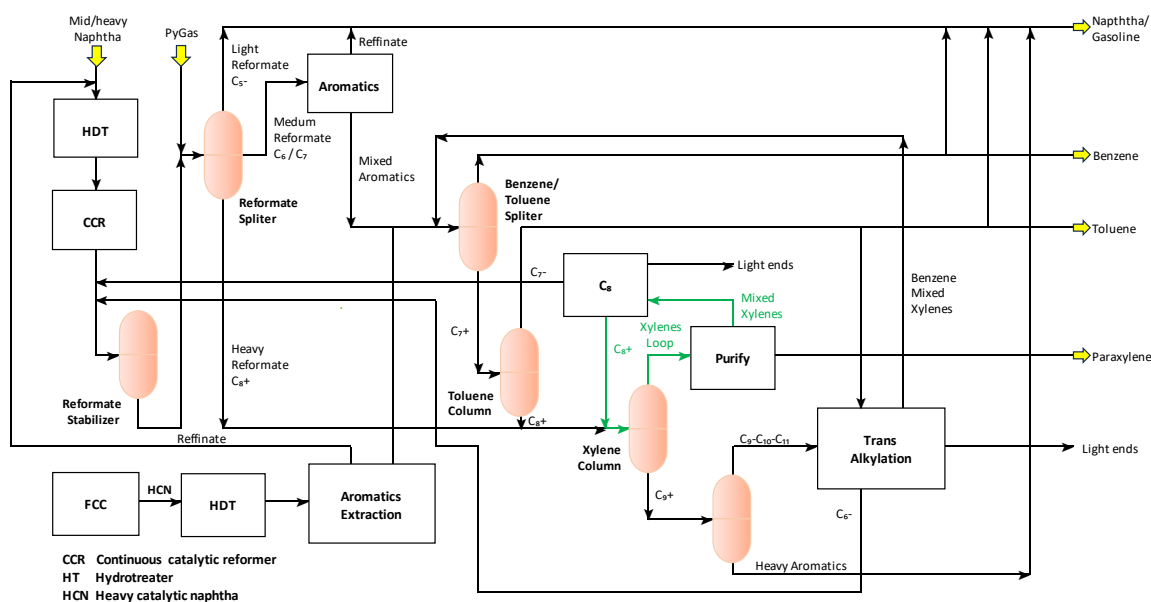 Mid/heavy
Naphtha
PyGas
Light
Reformate
C₅-
Reffinate
Napththa/
Gasoline
Aromatics
HDT
Medum
Reformate
C₆ / C₇
Mixed
Aromatics
Benzene
CCR
Reformate
Spliter
Benzene/
Toluene
Spliter
Toluene
C₇-
C₈
Light ends
Benzene
Mixed
Xylenes
Mixed
Xylenes
Xylenes
Loop
C₇+
C₈+
Purify
Paraxylene
Heavy
Reformate
C₈+
Reformate
Stabilizer
Toluene
Column
C₈+
Reffinate
Xylene
Column
C₉-C₁₀-C₁₁
Trans
Alkylation
Light ends
FCC
HCN
HDT
Aromatics
Extraction
C₉+
C₆-
Heavy Aromatics
CCR Continuous catalytic reformer
HT Hydrotreater
HCN Heavy catalytic naphtha